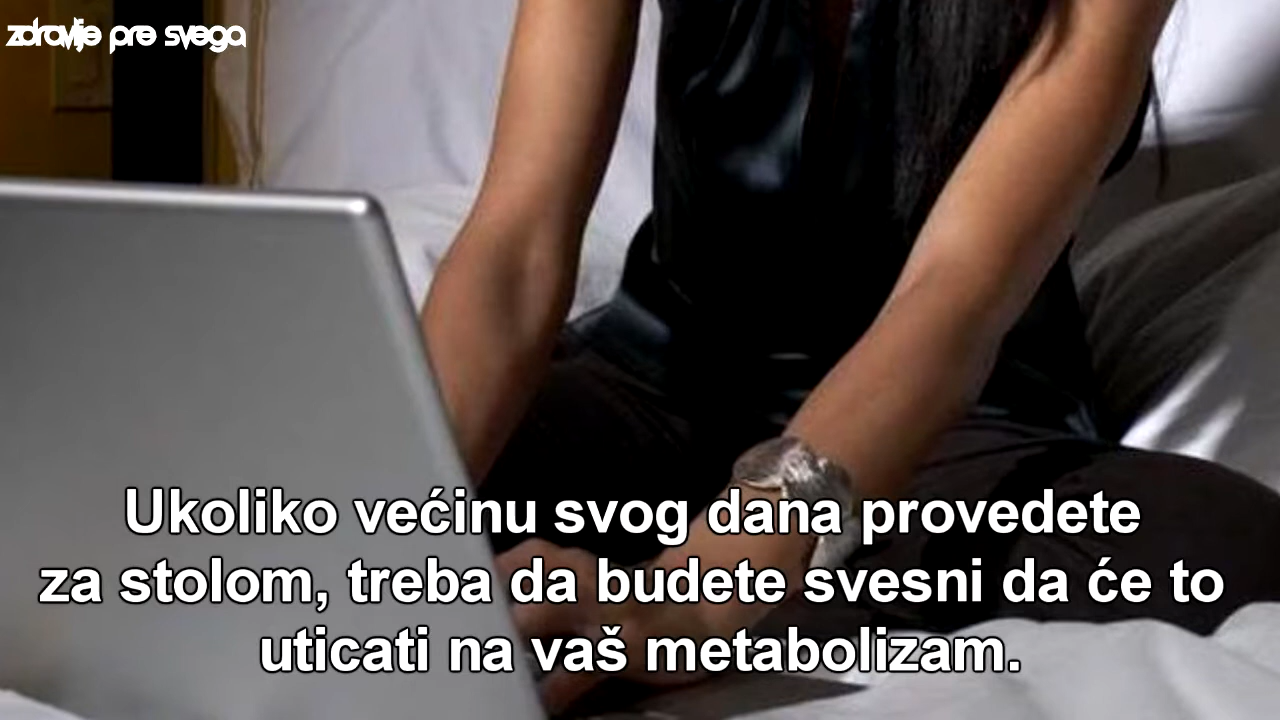 zdravlje pre svega
Ukoliko većinu svog dana provedete
za stolom, treba da budete svesni da će to
uticati na vaš metabolizam.